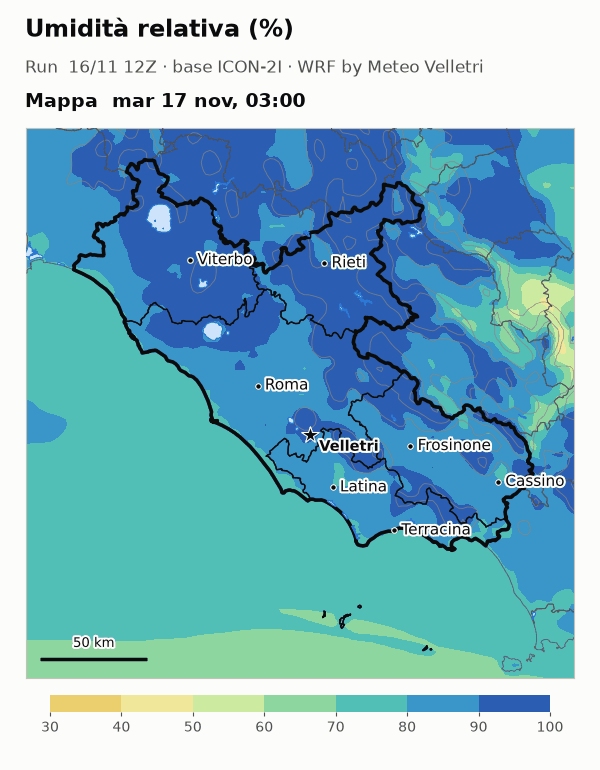 Umidità relativa (%)
Run  16/11 12Z · base ICON-2I · WRF by Meteo Velletri
Mappa  mar 17 nov, 03:00
Viterbo
Rieti
Roma
Velletri
Frosinone
Latina
Cassino
Terracina
50 km
30 40 50 60 70 80 90 100